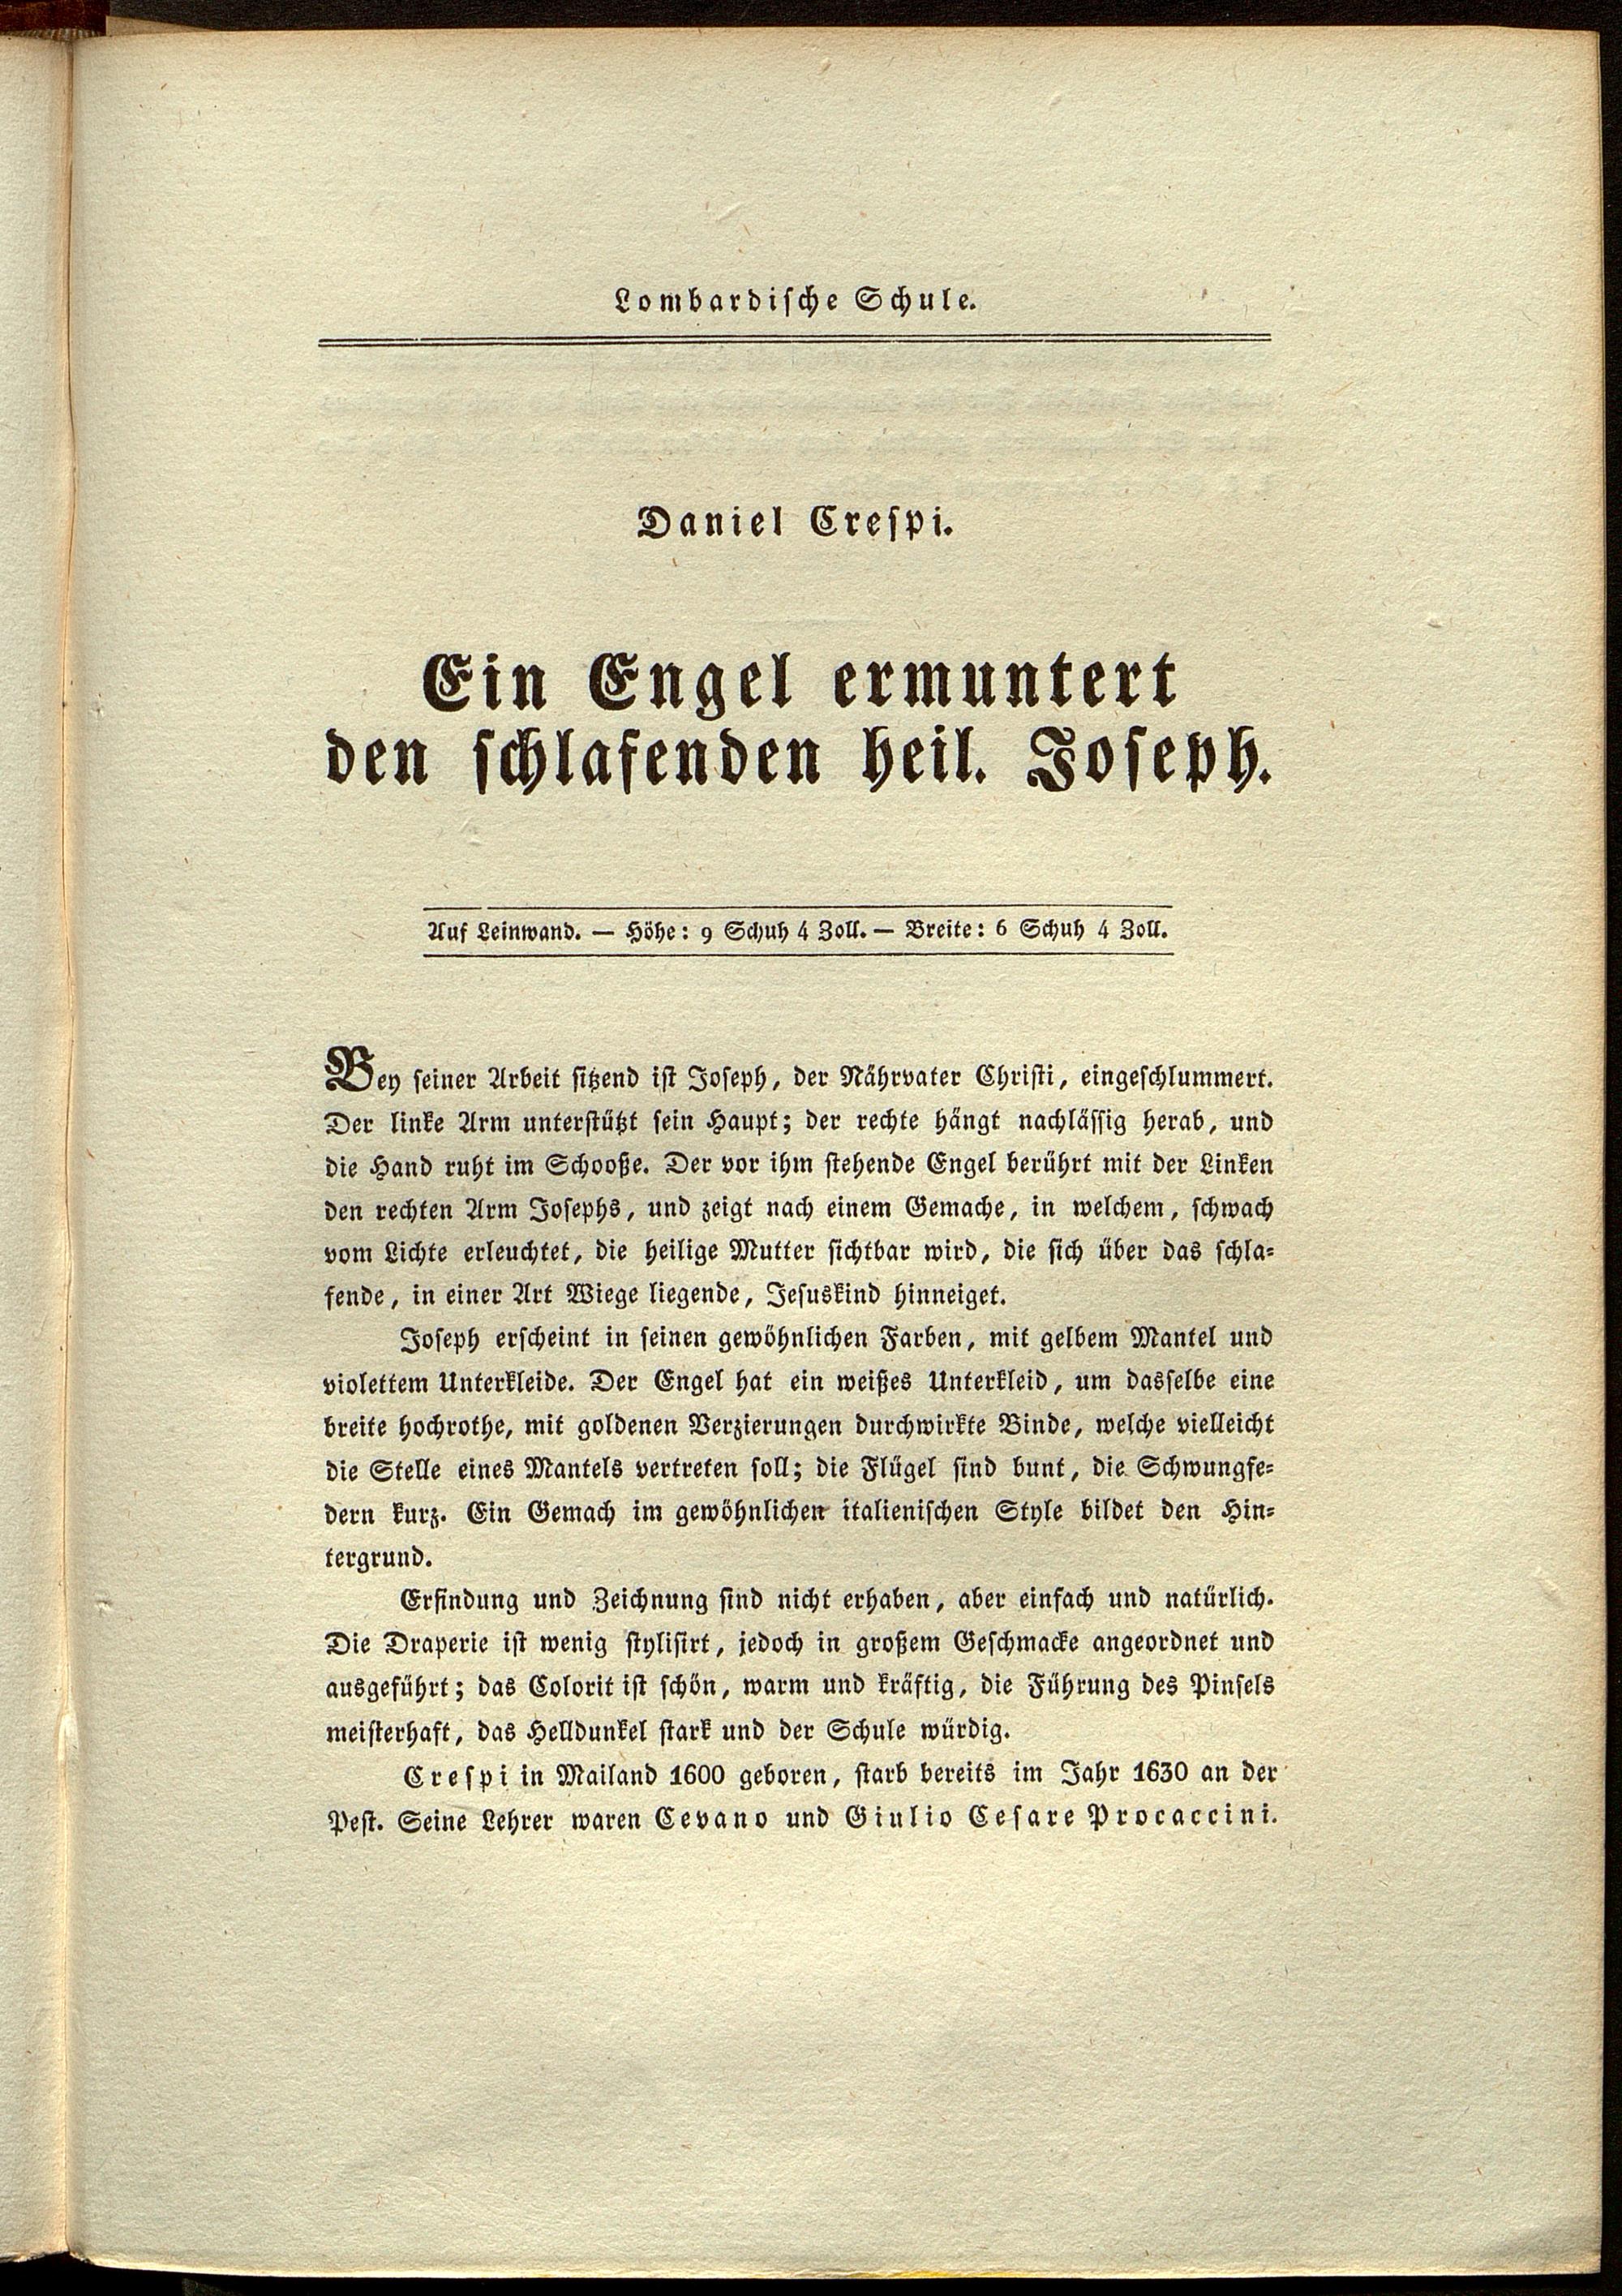 Lombardische Schule.
Daniel Crespi.
Ein Engel ermuntert
den schlafenden heil. Joseph.
Auf Leinwand. — Höhe: 9 Schuh 4 Zoll. — Breite: 6 Schuh 4 Zoll.
Bey seiner Arbeit sitzend ist Joseph, der Nährvater Christi, eingeschlummert.
Der linke Arm unterstützt sein Haupt; der rechte hängt nachlässig herab, und
die Hand ruht im Schooße. Der vor ihm stehende Engel berührt mit der Linken
den rechten Arm Josephs, und zeigt nach einem Gemache, in welchem, schwach
vom Lichte erleuchtet, die heilige Mutter sichtbar wird, die sich über das schla-
fende, in einer Art Wiege liegende, Jesuskind hinneiget.
Joseph erscheint in seinen gewöhnlichen Farben, mit gelbem Mantel und
violettem Unterkleide. Der Engel hat ein weißes Unterkleid, um dasselbe eine
breite hochrothe, mit goldenen Verzierungen durchwirkte Binde, welche vielleicht
die Stelle eines Mantels vertreten soll; die Flügel sind bunt, die Schwungfe-
dern kurz. Ein Gemach im gewöhnlichen italienischen Style bildet den Hin-
tergrund.
Erfindung und Zeichnung sind nicht erhaben, aber einfach und natürlich.
Die Draperie ist wenig stylisirt, jedoch in großem Geschmacke angeordnet und
ausgeführt; das Colorit ist schön, warm und kräftig, die Führung des Pinsels
meisterhaft, das Helldunkel stark und der Schule würdig.
Crespi in Mailand 1600 geboren, starb bereits im Jahr 1630 an der
Pest. Seine Lehrer waren Cevano und Giulio Cesare Procaccini.